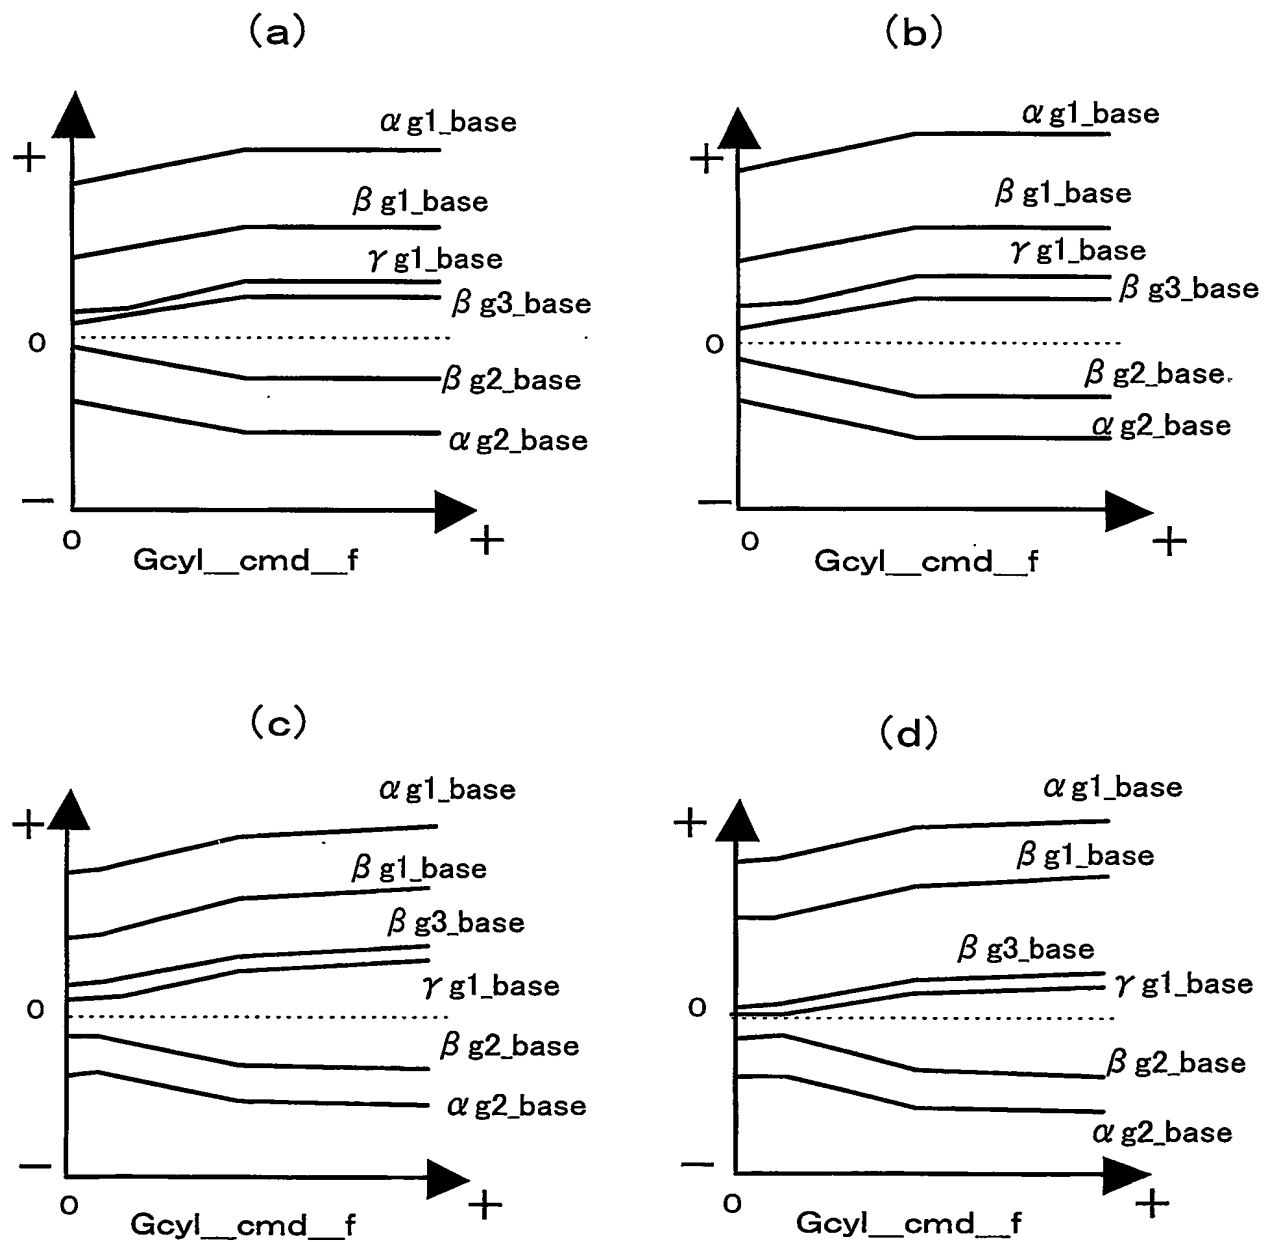 (a)
+
αg1_base
βg1_base
γg1_base
βg3_base
0
βg2_base
αg2_base
−
0
+
Gcyl__cmd__f
(b)
+
αg1_base
βg1_base
γg1_base
βg3_base
0
βg2_base
αg2_base
−
0
+
Gcyl__cmd__f
(c)
+
αg1_base
βg1_base
βg3_base
γg1_base
0
βg2_base
αg2_base
−
0
+
Gcyl__cmd__f
(d)
+
αg1_base
βg1_base
βg3_base
γg1_base
0
βg2_base
αg2_base
−
0
+
Gcyl__cmd__f